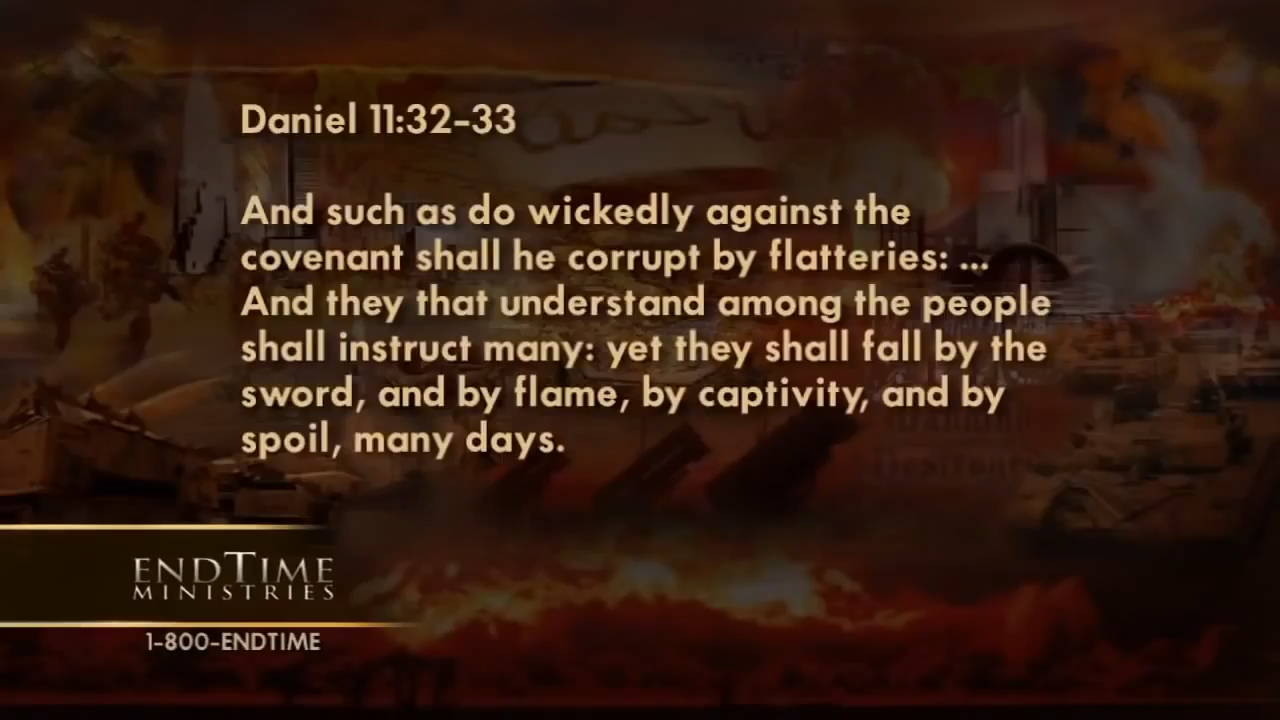 Daniel 11:32-33
And such as do wickedly against the
covenant shall he corrupt by flatteries: ...
And they that understand among the people
shall instruct many: yet they shall fall by the
sword, and by flame, by captivity, and by
spoil, many days.
ENDTIME
MINISTRIES
1-800-ENDTIME